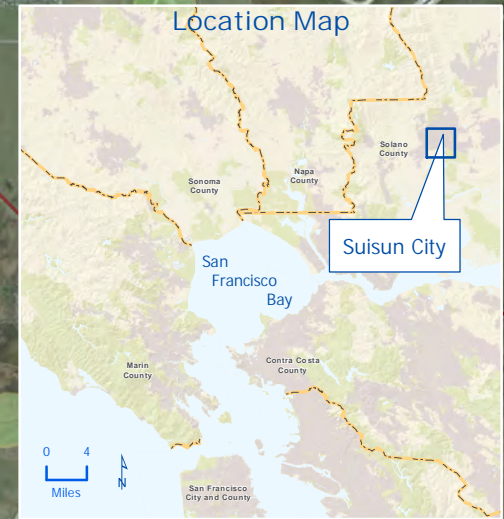 Location Map
Solano
County
Napa
County
Sonoma
County
Suisun City
San
Francisco
Bay
Contra Costa
County
Marin
County
0 4
Miles
N
San Francisco
City and County